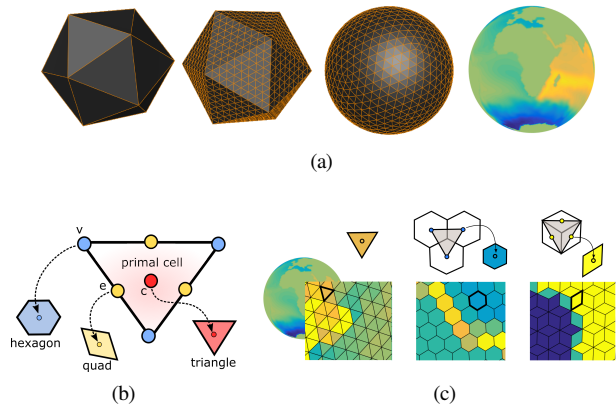 (a)
v
primal cell
e
c
hexagon
quad
triangle
(b)
(c)